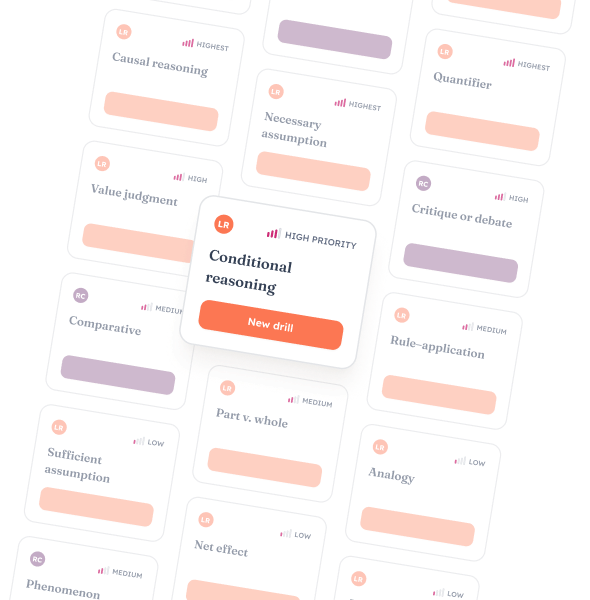 LR
HIGHEST
Causal reasoning
LR
HIGHEST
Necessary
assumption
LR
HIGHEST
Quantifier
LR
HIGH
Value judgment
LR
HIGH PRIORITY
Conditional
reasoning
New drill
RC
HIGH
Critique or debate
RC
MEDIUM
Comparative
LR
MEDIUM
Part v. whole
LR
MEDIUM
Rule–application
LR
LOW
Sufficient
assumption
LR
LOW
Net effect
LR
LOW
Analogy
RC
MEDIUM
Phenomenon
LR
LOW